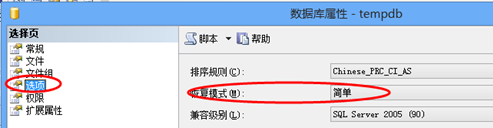 数据库属性 - tempdb
选择页
常规
文件
文件组
选项
权限
扩展属性
脚本 帮助
排序规则(C): Chinese_PRC_CI_AS
恢复模式(M): 简单
兼容级别(L): SQL Server 2005 (90)